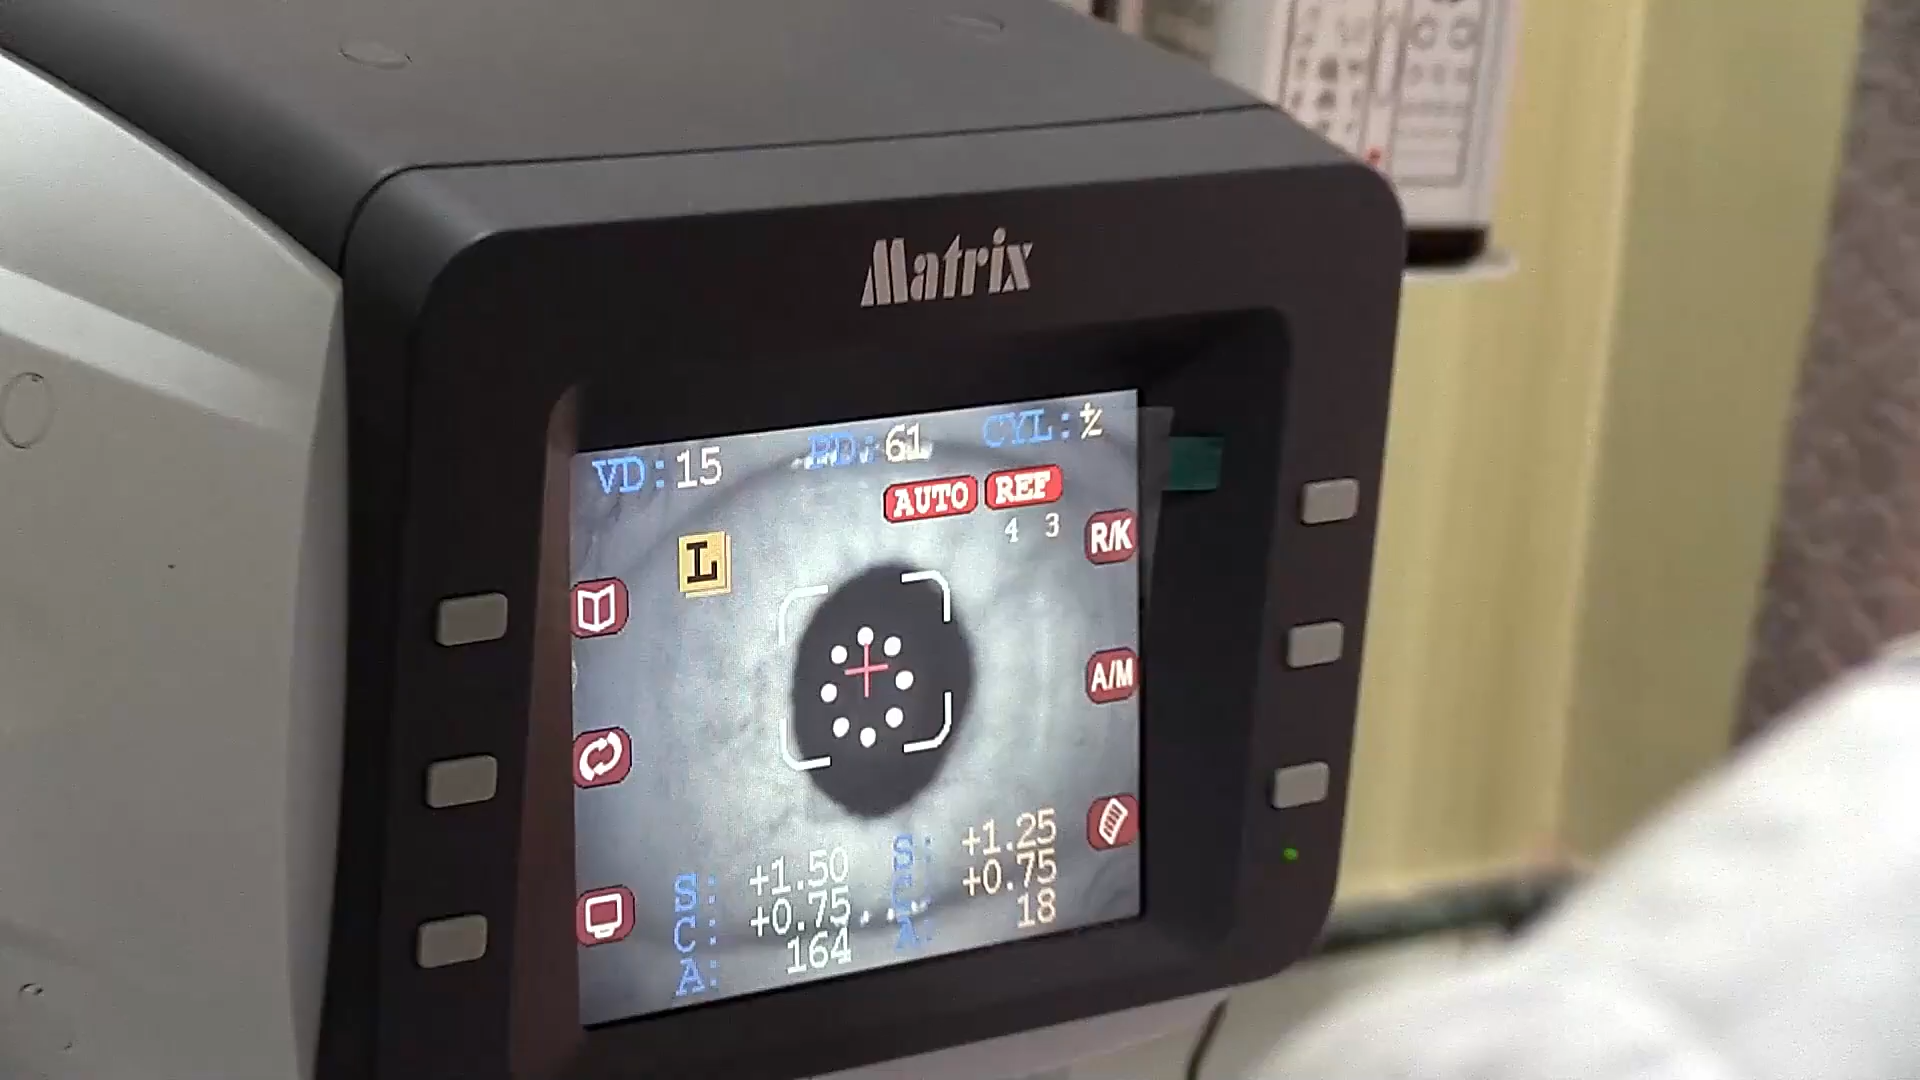 Matrix
VD:15 PD:61 CYL:±
AUTO REF
4 3
R/K
L
A/M
S: +1.50 S: +1.25
C: +0.75 C: +0.75
A: 164 A: 18